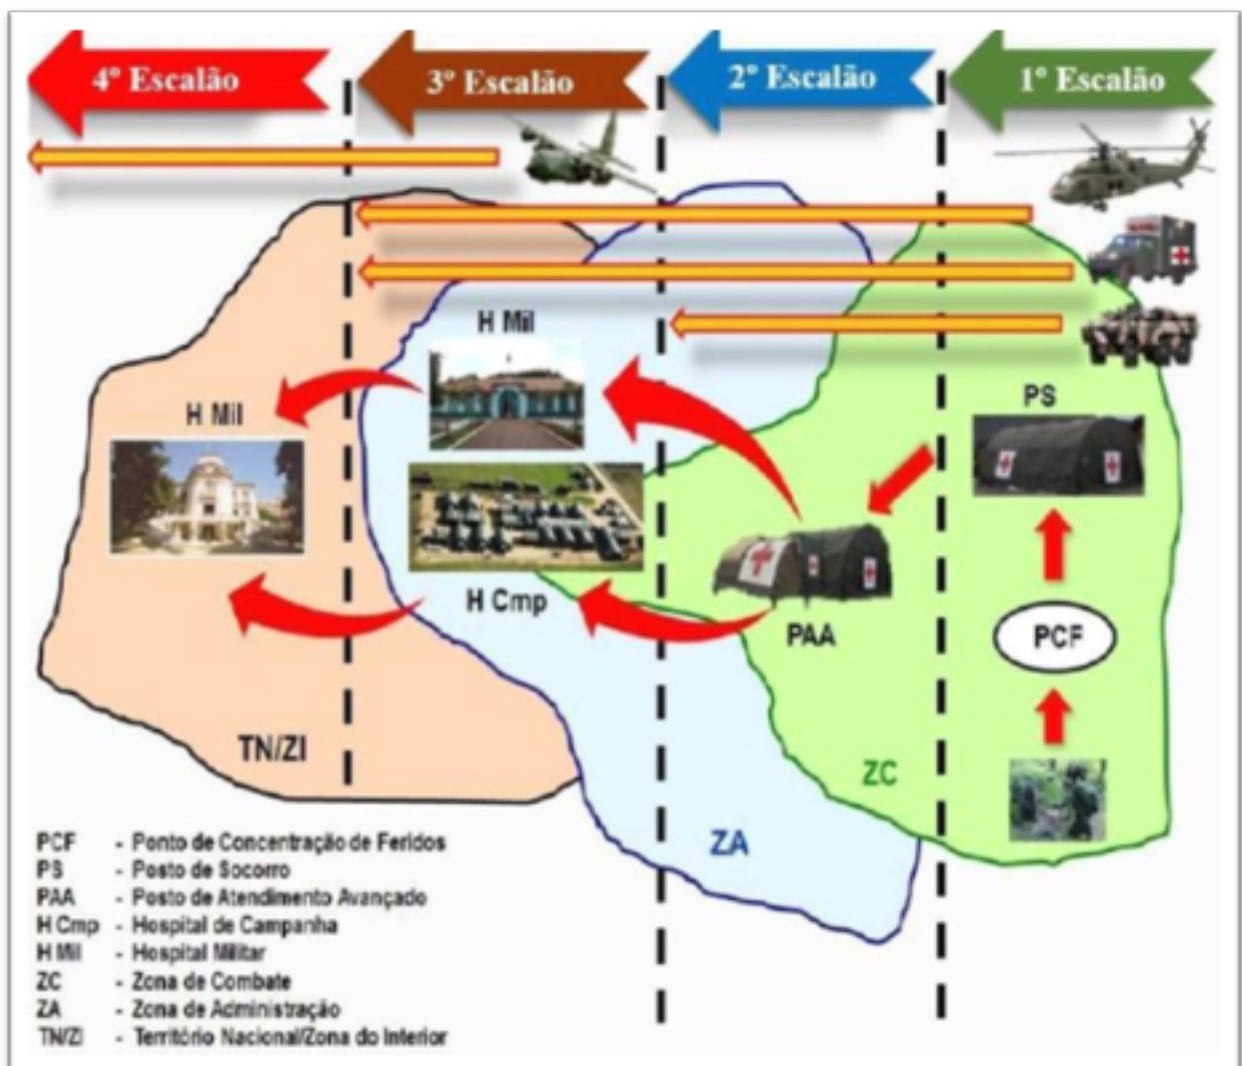 4º Escalão
3º Escalão
2º Escalão
1º Escalão
H Mil
H Mil
PS
H Cmp
PAA
PCF
TN/ZI
ZC
ZA
PCF - Ponto de Concentração de Feridos
PS - Posto de Socorro
PAA - Posto de Atendimento Avançado
H Cmp - Hospital de Campanha
H Mil - Hospital Militar
ZC - Zona de Combate
ZA - Zona de Administração
TN/ZI - Território Nacional/Zona do Interior